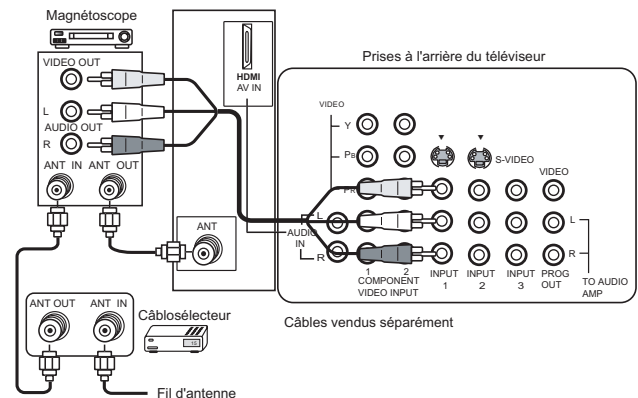 Magnétoscope
VIDEO OUT
L
AUDIO OUT
R
ANT IN ANT OUT
HDMI
AV IN
ANT
Prises à l'arrière du téléviseur
VIDEO
Y
PB
PR
S-VIDEO
VIDEO
L
AUDIO
IN
R
L
R
1 2
COMPONENT
VIDEO INPUT
INPUT
1
INPUT
2
INPUT
3
PROG
OUT
TO AUDIO
AMP
Câbles vendus séparément
ANT OUT ANT IN
Câblosélecteur
Fil d'antenne